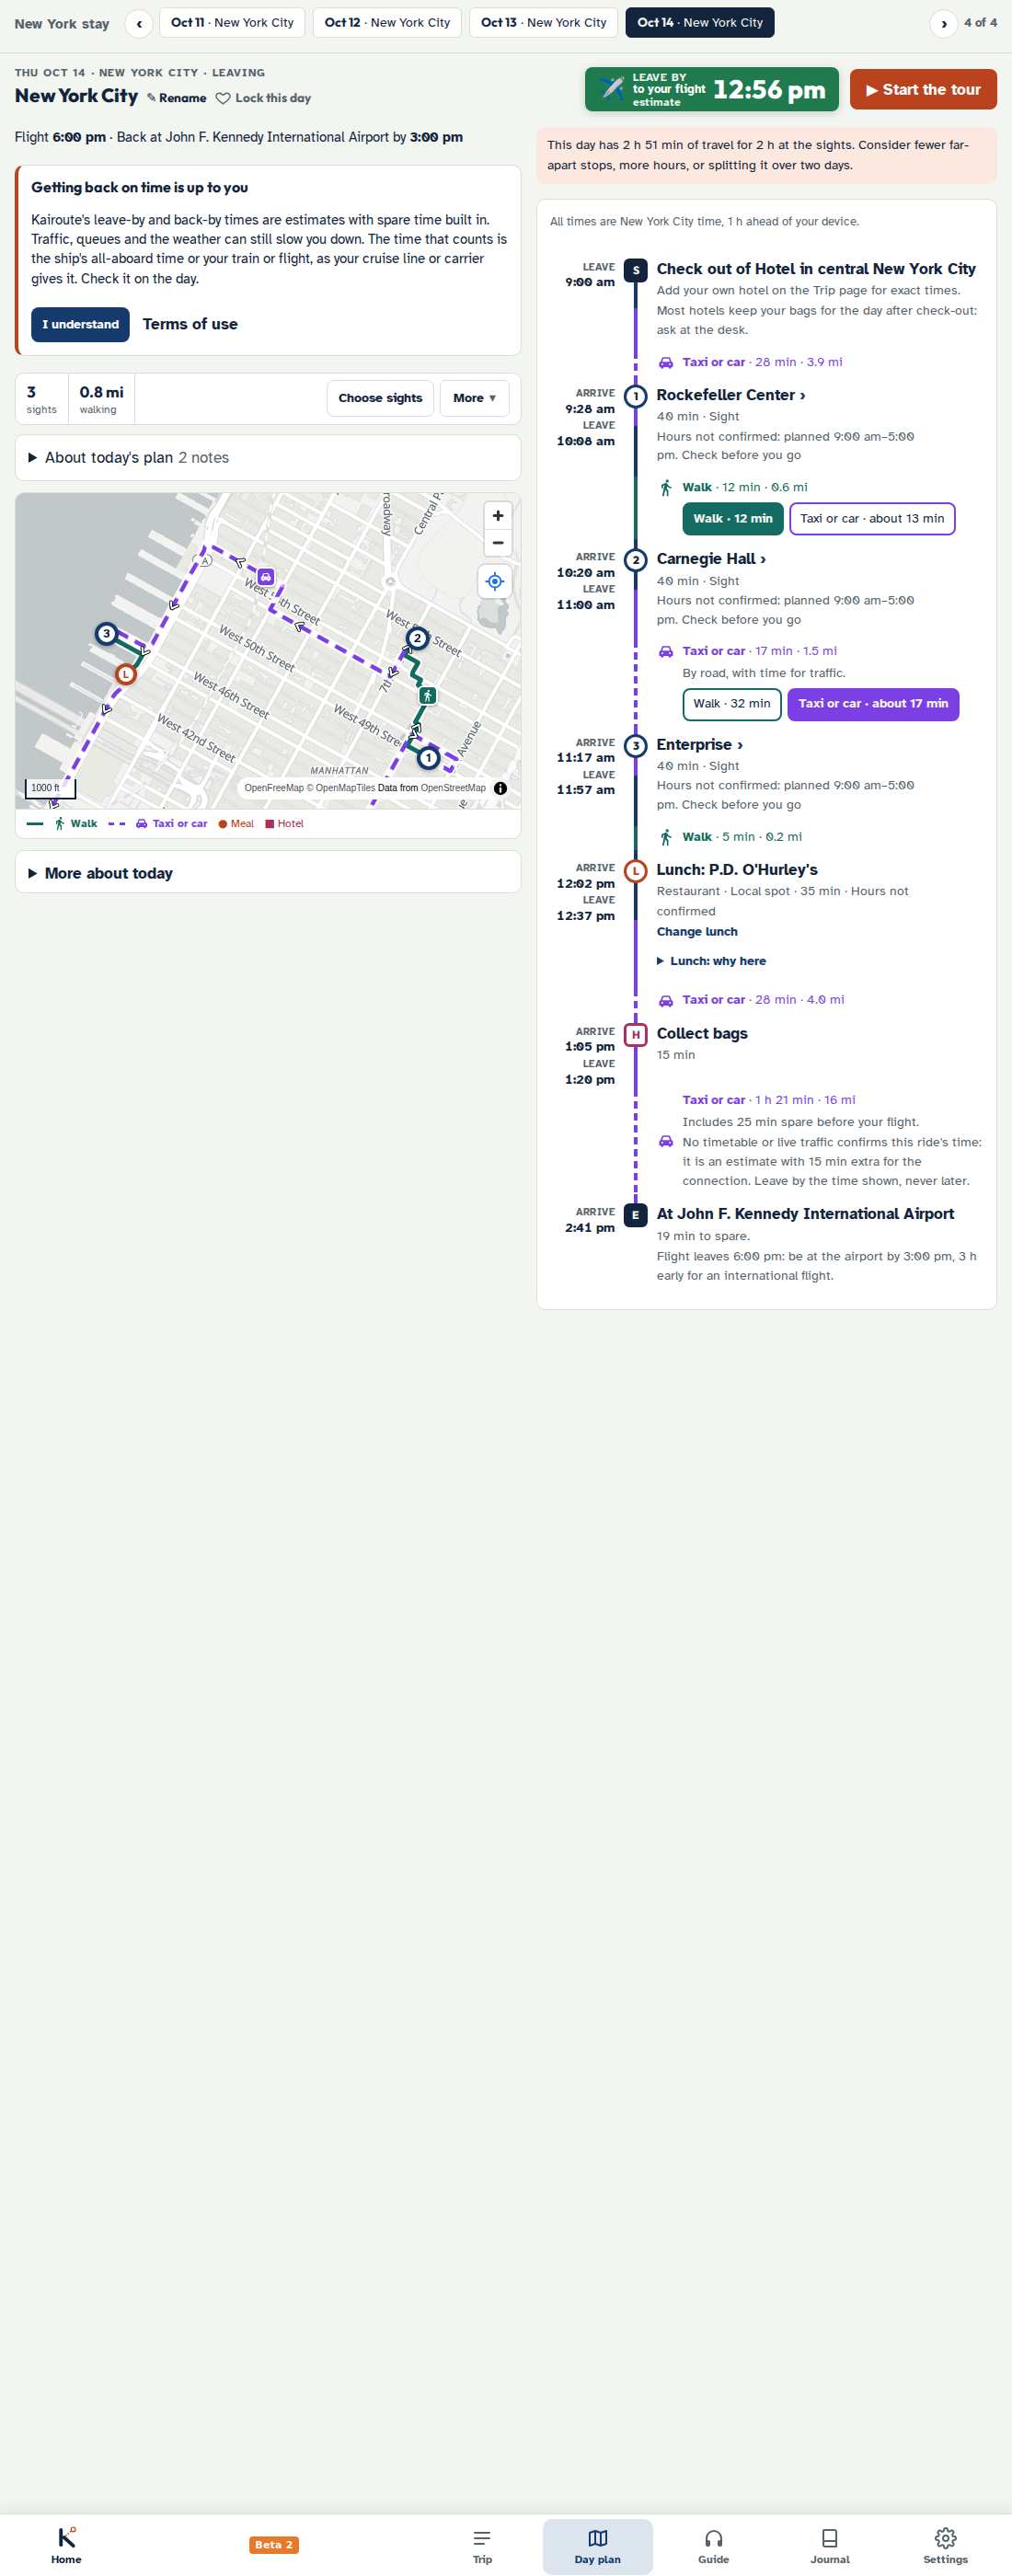 New York stay
‹
Oct 11 · New York City
Oct 12 · New York City
Oct 13 · New York City
Oct 14 · New York City
›
4 of 4
THU OCT 14 · NEW YORK CITY · LEAVING
New York City
✎ Rename
Lock this day
LEAVE BY
to your flight
estimate
12:56 pm
▶ Start the tour
Flight 6:00 pm · Back at John F. Kennedy International Airport by 3:00 pm
Getting back on time is up to you
Kairoute's leave-by and back-by times are estimates with spare time built in.
Traffic, queues and the weather can still slow you down. The time that counts is
the ship's all-aboard time or your train or flight, as your cruise line or carrier
gives it. Check it on the day.
I understand
Terms of use
3
sights
0.8 mi
walking
Choose sights
More ▼
▶ About today's plan 2 notes
roadway
Central P
A
West
th Street
West 50th Street
West 46th Street
West 42nd Street
West 49th Stre
West 5
Street
7th
Avenue
MANHATTAN
3
L
2
1
+
−
1000 ft
OpenFreeMap © OpenMapTiles Data from OpenStreetMap
Walk
Taxi or car
Meal
Hotel
▶ More about today
This day has 2 h 51 min of travel for 2 h at the sights. Consider fewer far-
apart stops, more hours, or splitting it over two days.
All times are New York City time, 1 h ahead of your device.
LEAVE
9:00 am
S
Check out of Hotel in central New York City
Add your own hotel on the Trip page for exact times.
Most hotels keep your bags for the day after check-out:
ask at the desk.
Taxi or car · 28 min · 3.9 mi
ARRIVE
9:28 am
LEAVE
10:08 am
1
Rockefeller Center ›
40 min · Sight
Hours not confirmed: planned 9:00 am–5:00
pm. Check before you go
Walk · 12 min · 0.6 mi
Walk · 12 min
Taxi or car · about 13 min
ARRIVE
10:20 am
LEAVE
11:00 am
2
Carnegie Hall ›
40 min · Sight
Hours not confirmed: planned 9:00 am–5:00
pm. Check before you go
Taxi or car · 17 min · 1.5 mi
By road, with time for traffic.
Walk · 32 min
Taxi or car · about 17 min
ARRIVE
11:17 am
LEAVE
11:57 am
3
Enterprise ›
40 min · Sight
Hours not confirmed: planned 9:00 am–5:00
pm. Check before you go
Walk · 5 min · 0.2 mi
ARRIVE
12:02 pm
LEAVE
12:37 pm
L
Lunch: P.D. O'Hurley's
Restaurant · Local spot · 35 min · Hours not
confirmed
Change lunch
▶ Lunch: why here
Taxi or car · 28 min · 4.0 mi
ARRIVE
1:05 pm
LEAVE
1:20 pm
H
Collect bags
15 min
Taxi or car · 1 h 21 min · 16 mi
Includes 25 min spare before your flight.
No timetable or live traffic confirms this ride's time:
it is an estimate with 15 min extra for the
connection. Leave by the time shown, never later.
ARRIVE
2:41 pm
E
At John F. Kennedy International Airport
19 min to spare.
Flight leaves 6:00 pm: be at the airport by 3:00 pm, 3 h
early for an international flight.
Home
Beta 2
Trip
Day plan
Guide
Journal
Settings